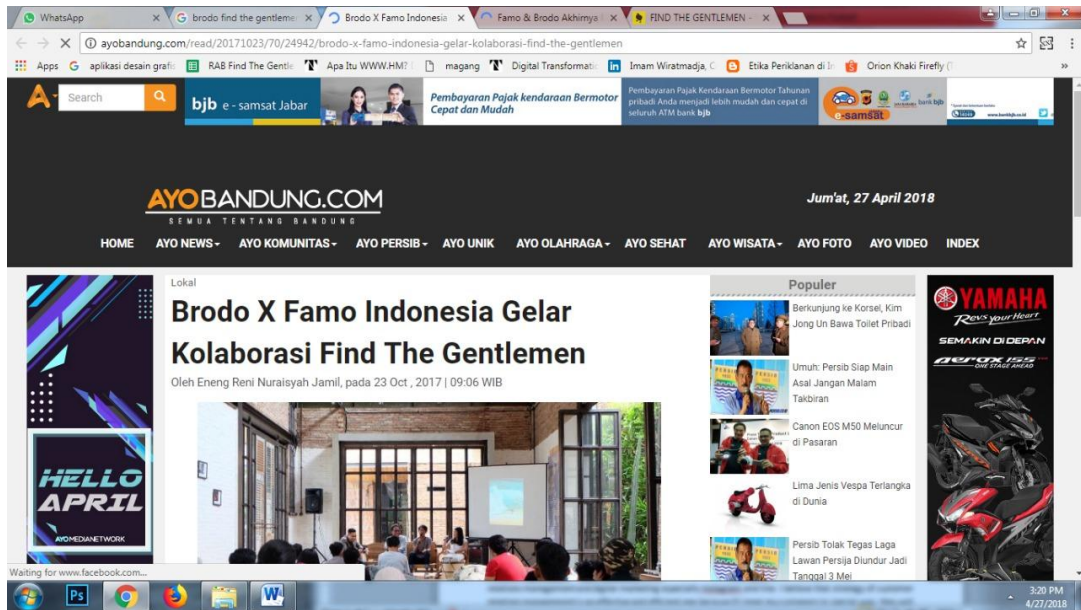 WhatsApp
brodo find the gentlemen
Brodo X Famo Indonesia
Famo & Brodo Akhirnya
FIND THE GENTLEMEN -
ayobandung.com/read/20171023/70/24942/brodo-x-famo-indonesia-gelar-kolaborasi-find-the-gentlemen
Apps
aplikasi desain grafi
RAB Find The Gentle
Apa Itu WWW.HM?
magang
Digital Transformati
Imam Wiratmadja, C
Etika Periklanan di In
Orion Khaki Firefly
Search
bjb e - samsat Jabar
Pembayaran Pajak kendaraan Bermotor
Cepat dan Mudah
Pembayaran Pajak Kendaraan Bermotor Tahunan
pribadi Anda menjadi lebih mudah dan cepat di
seluruh ATM bank bjb
e-samsat
bank bjb
AYOBANDUNG.COM
SEMUA TENTANG BANDUNG
Jum'at, 27 April 2018
HOME AYO NEWS AYO KOMUNITAS AYO PERSIB AYO UNIK AYO OLAHRAGA AYO SEHAT AYO WISATA AYO FOTO AYO VIDEO INDEX
Lokal
Brodo X Famo Indonesia Gelar
Kolaborasi Find The Gentlemen
Oleh Eneng Reni Nuraisyah Jamil, pada 23 Oct , 2017 | 09:06 WIB
HELLO
APRIL
AYOMEDIANETWORK
Populer
Berkunjung ke Korsel, Kim
Jong Un Bawa Toilet Pribadi
Umuh: Persib Siap Main
Asal Jangan Malam
Takbiran
Canon EOS M50 Meluncur
di Pasaran
Lima Jenis Vespa Terlangka
di Dunia
Persib Tolak Tegas Laga
Lawan Persija Diundur Jadi
Tanggal 3 Mei
YAMAHA
Revs your Heart
SEMAKIN DI DEPAN
AEROX 155
ONE STAGE AHEAD
Waiting for www.facebook.com...
Ps
W
3:20 PM
4/27/2018